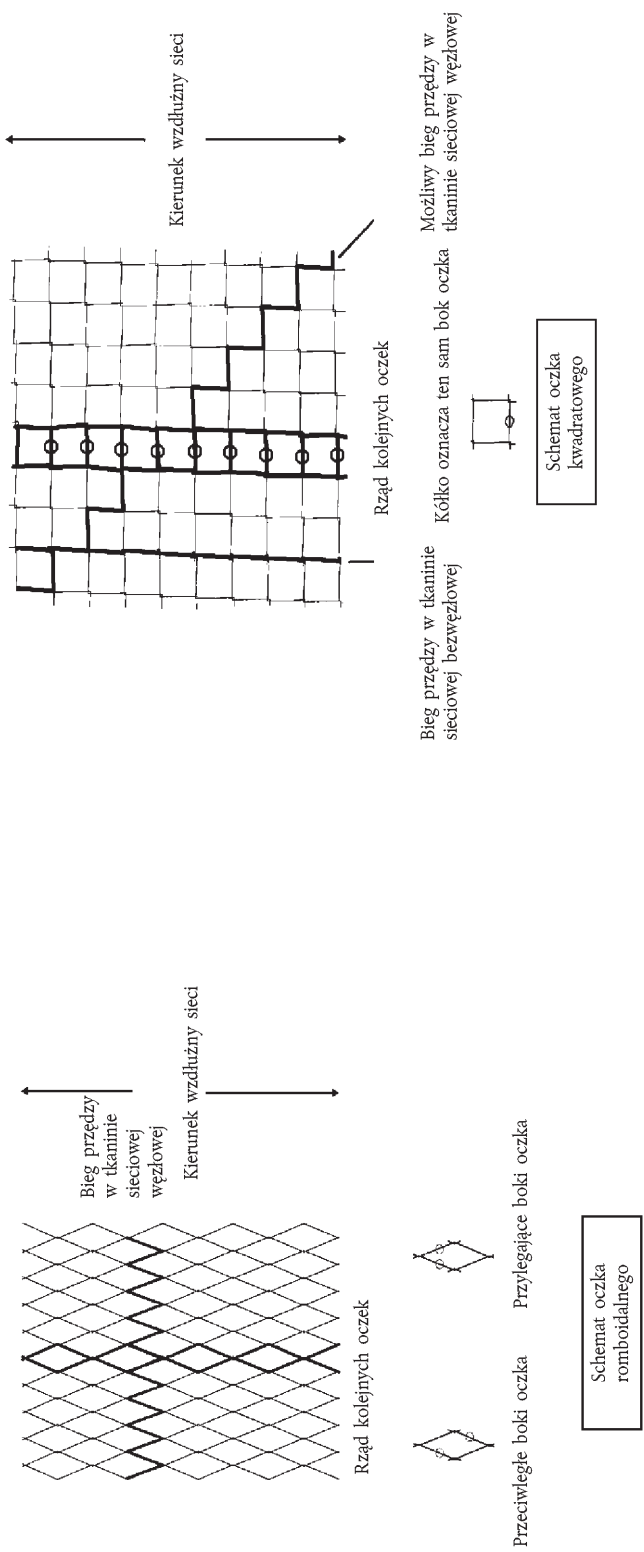 Bieg przędzy
w tkaninie
sieciowej
węzłowej
Kierunek wzdłużny sieci
Rząd kolejnych oczek
Przeciwległe boki oczka
Przylegające boki oczka
Schemat oczka
romboidalnego
Kierunek wzdłużny sieci
Rząd kolejnych oczek
Bieg przędzy w tkaninie
sieciowej bezwęzłowej
Kółko oznacza ten sam bok oczka
Możliwy bieg przędzy w
tkaninie sieciowej węzłowej
Schemat oczka
kwadratowego